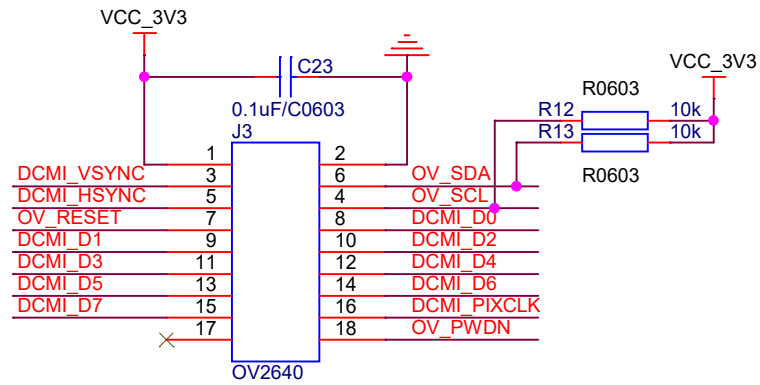 VCC_3V3
C23
VCC_3V3
0.1uF/C0603
R0603
J3
R12 10k
R13 10k
R0603
1 2
DCMI_VSYNC 3 6 OV_SDA
DCMI_HSYNC 5 4 OV_SCL
OV_RESET 7 8 DCMI_D0
DCMI_D1 9 10 DCMI_D2
DCMI_D3 11 12 DCMI_D4
DCMI_D5 13 14 DCMI_D6
DCMI_D7 15 16 DCMI_PIXCLK
17 18 OV_PWDN
OV2640